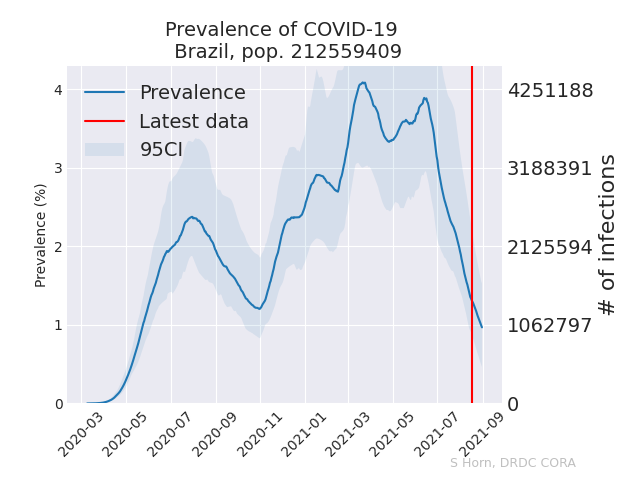 Prevalence of COVID-19
Brazil, pop. 212559409
Prevalence
Latest data
95CI
Prevalence (%)
4
3
2
1
0
4251188
3188391
2125594
1062797
0
# of infections
2020-03
2020-05
2020-07
2020-09
2020-11
2021-01
2021-03
2021-05
2021-07
2021-09
S Horn, DRDC CORA